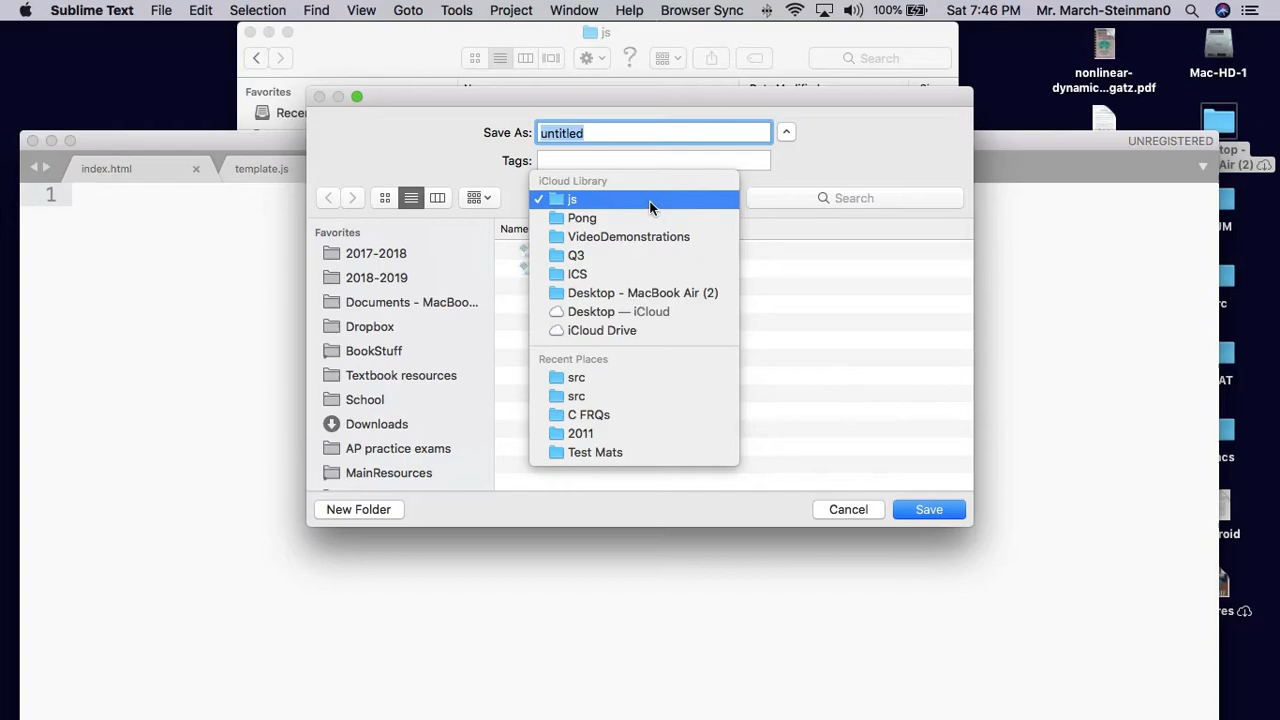 Sublime Text File Edit Selection Find View Goto Tools Project Window Help Browser Sync 100% Sat 7:46 PM Mr. March-Steinman0
js
Search
nonlinear-
dynamic...gatz.pdf
Mac-HD-1
Favorites
Save As: untitled
UNREGISTERED
Tags:
index.html template.js
1
iCloud Library
js
Pong
VideoDemonstrations
Q3
ICS
Desktop - MacBook Air (2)
Desktop — iCloud
iCloud Drive
Recent Places
src
src
C FRQs
2011
Test Mats
Search
Name
Favorites
2017-2018
2018-2019
Documents - MacBoo...
Dropbox
BookStuff
Textbook resources
School
Downloads
AP practice exams
MainResources
New Folder Cancel Save